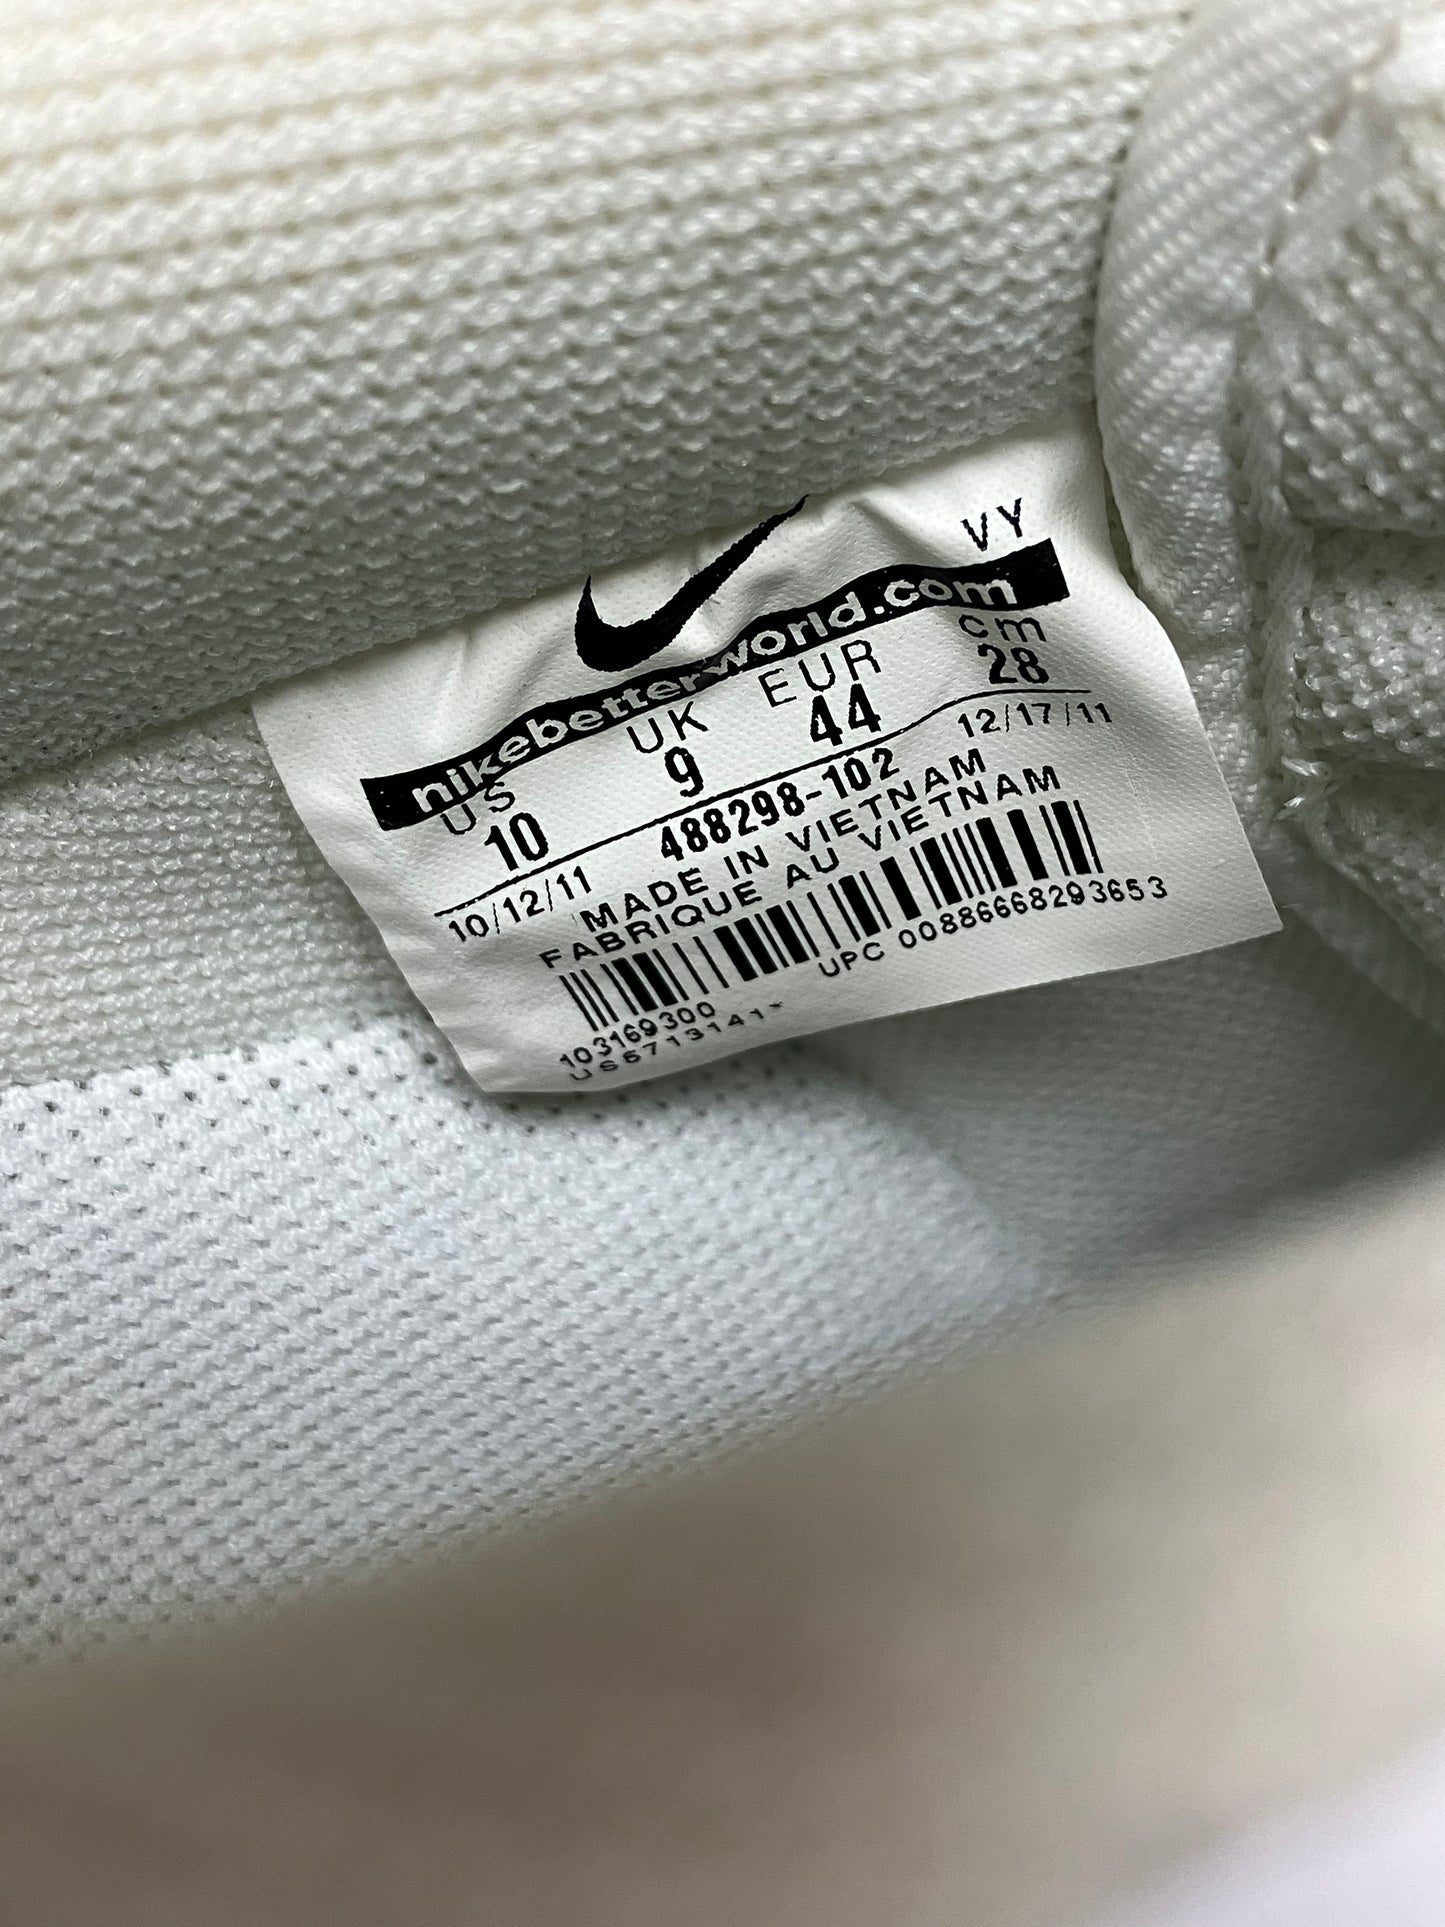 VY
nikebetterworld.com
US UK EUR cm
10 9 44 28
10/12/11 488298-102 12/17/11
MADE IN VIETNAM
FABRIQUE AU VIETNAM
103169300 UPC 00886668293653
US6713141*